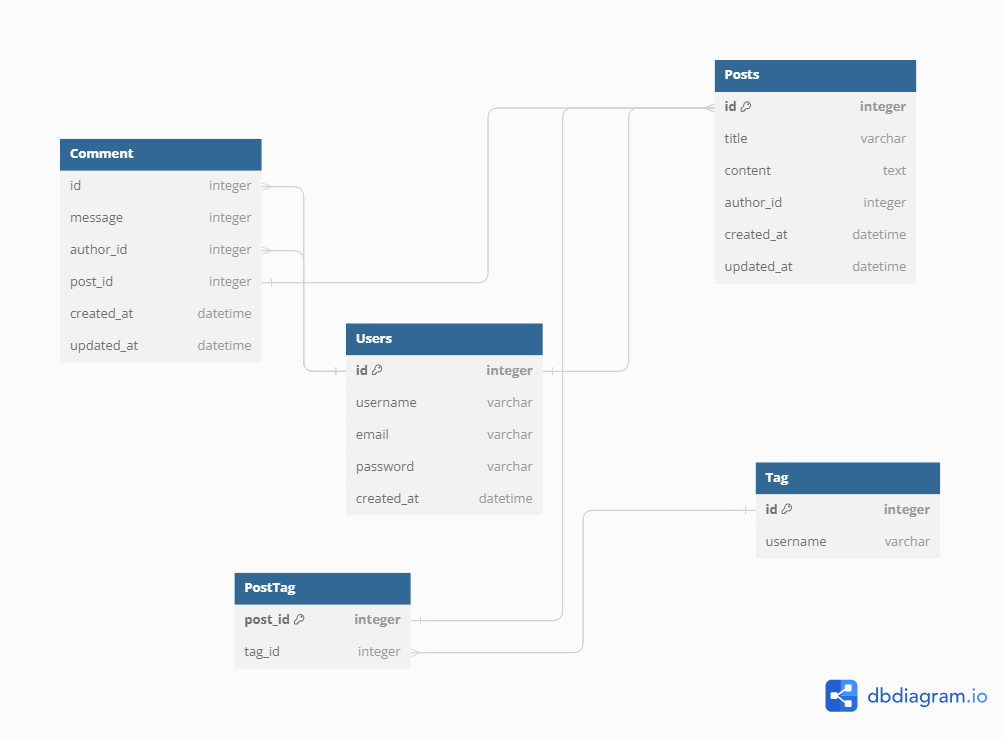 Posts
id integer
title varchar
content text
author_id integer
created_at datetime
updated_at datetime
Comment
id integer
message integer
author_id integer
post_id integer
created_at datetime
updated_at datetime
Users
id integer
username varchar
email varchar
password varchar
created_at datetime
Tag
id integer
username varchar
PostTag
post_id integer
tag_id integer
dbdiagram.io